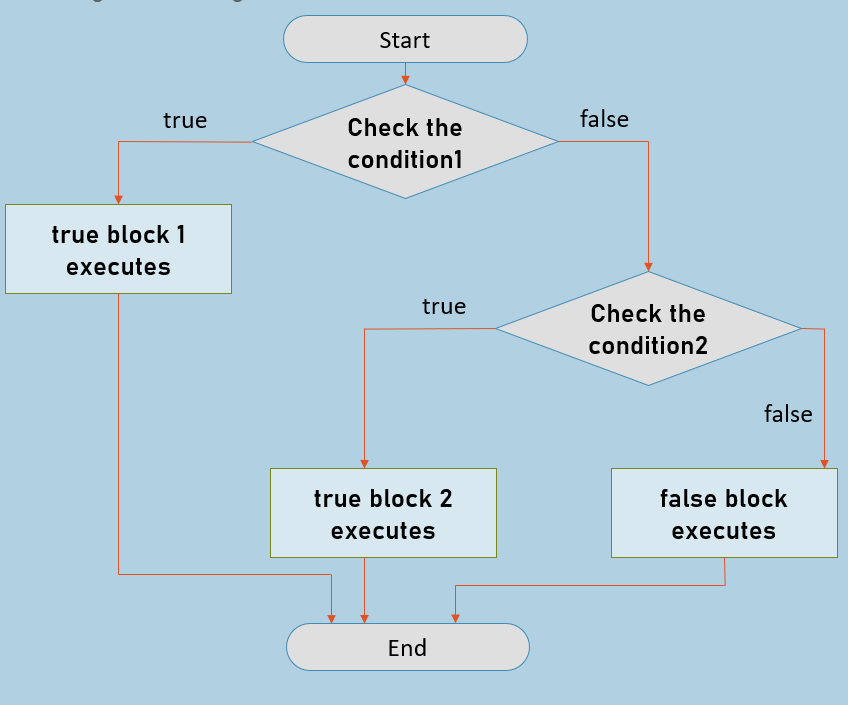 Start
Check the
condition1
true
false
true block 1
executes
Check the
condition2
true
false
true block 2
executes
false block
executes
End